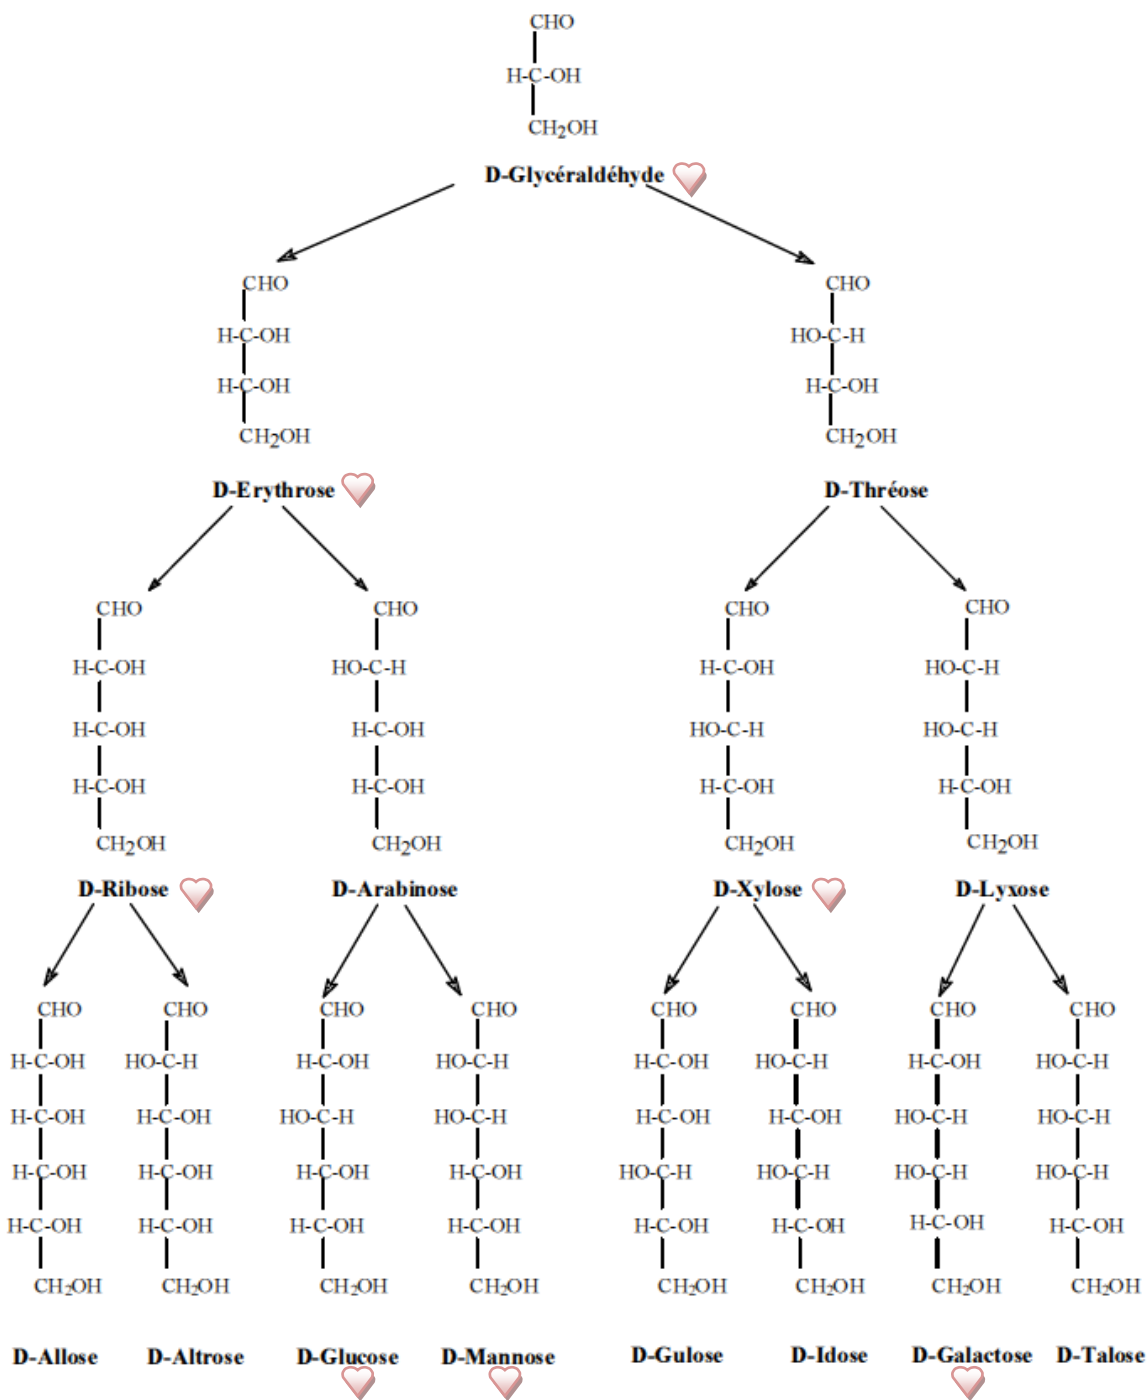 CHO
H-C-OH
CH2OH
D-Glycéraldéhyde
CHO CHO
H-C-OH HO-C-H
H-C-OH H-C-OH
CH2OH CH2OH
D-Erythrose D-Thréose
CHO CHO CHO CHO
H-C-OH HO-C-H H-C-OH HO-C-H
H-C-OH H-C-OH HO-C-H HO-C-H
H-C-OH H-C-OH H-C-OH H-C-OH
CH2OH CH2OH CH2OH CH2OH
D-Ribose D-Arabinose D-Xylose D-Lyxose
CHO CHO CHO CHO CHO CHO CHO CHO
H-C-OH HO-C-H H-C-OH HO-C-H H-C-OH HO-C-H H-C-OH HO-C-H
H-C-OH H-C-OH HO-C-H HO-C-H H-C-OH H-C-OH HO-C-H HO-C-H
H-C-OH H-C-OH H-C-OH H-C-OH HO-C-H HO-C-H HO-C-H HO-C-H
H-C-OH H-C-OH H-C-OH H-C-OH H-C-OH H-C-OH H-C-OH H-C-OH
CH2OH CH2OH CH2OH CH2OH CH2OH CH2OH CH2OH CH2OH
D-Allose D-Altrose D-Glucose D-Mannose D-Gulose D-Idose D-Galactose D-Talose